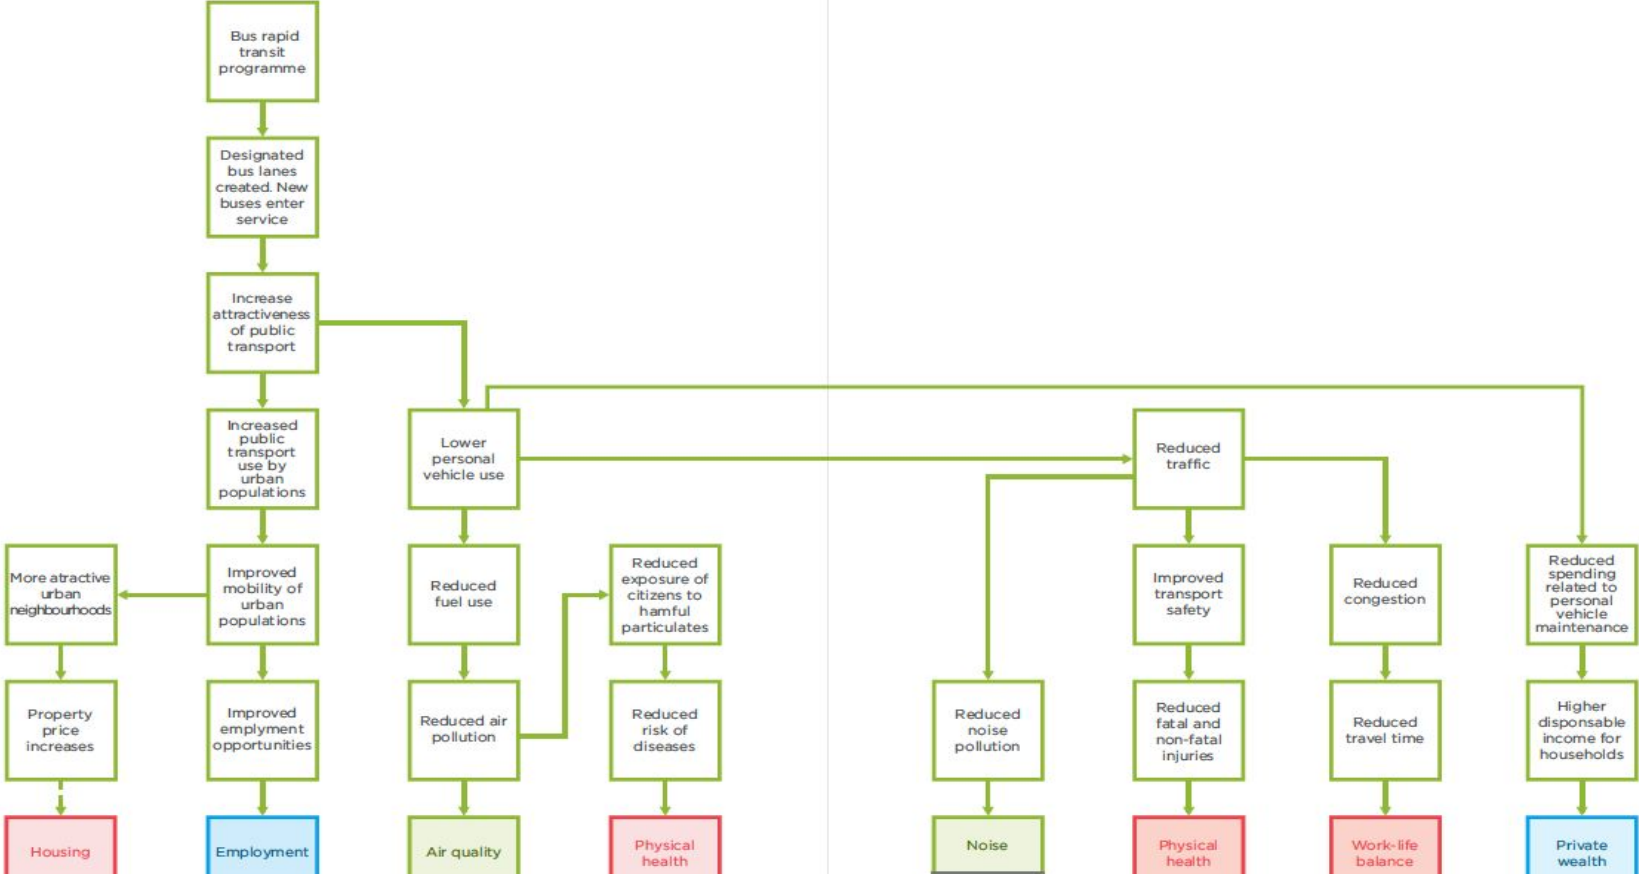 Bus rapid
transit
programme
Designated
bus lanes
created. New
buses enter
service
Increase
attractiveness
of public
transport
Increased
public
transport
use by
urban
populations
Lower
personal
vehicle use
Reduced
traffic
More atractive
urban
neighbourhoods
Improved
mobility of
urban
populations
Reduced
fuel use
Reduced
exposure of
citizens to
hamful
particulates
Improved
transport
safety
Reduced
congestion
Reduced
spending
related to
personal
vehicle
maintenance
Property
price
increases
Improved
emplyment
opportunities
Reduced air
pollution
Reduced
risk of
diseases
Reduced
noise
pollution
Reduced
fatal and
non-fatal
injuries
Reduced
travel time
Higher
disponsable
income for
households
Housing
Employment
Air quality
Physical
health
Noise
Physical
health
Work-life
balance
Private
wealth